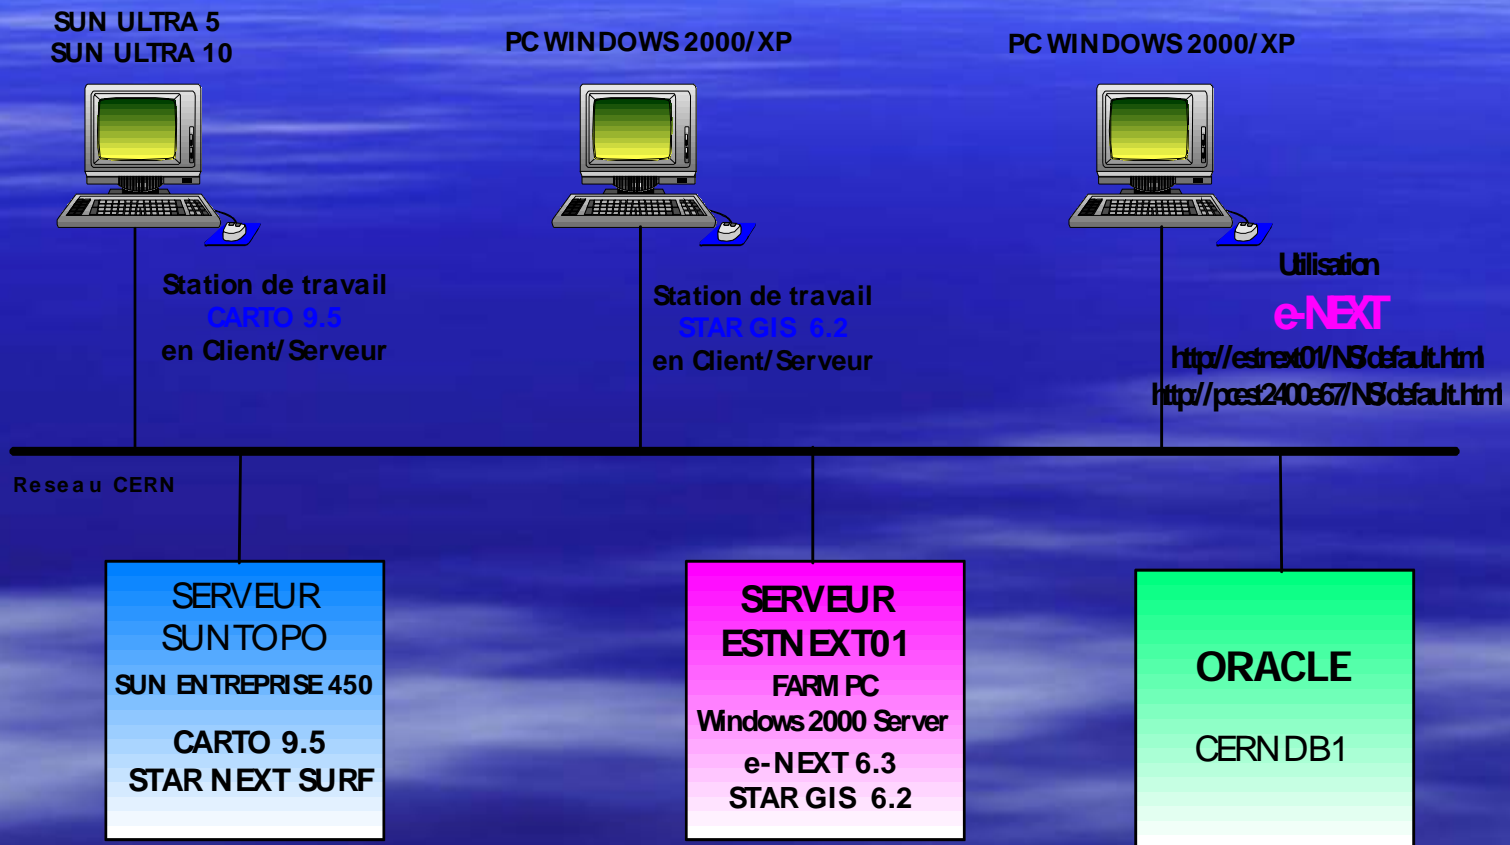 SUN ULTRA 5
SUN ULTRA 10
PC WINDOWS 2000/XP
PC WINDOWS 2000/XP
Station de travail
CARTO 9.5
en Client/Serveur
Station de travail
STAR GIS 6.2
en Client/Serveur
Utilisation
e-NEXT
http://estnext01/NS/default.html
http://pcest2400-e67/NS/default.html
Reseau CERN
SERVEUR
SUNTOPO
SUN ENTREPRISE 450
CARTO 9.5
STAR NEXT SURF
SERVEUR
ESTNEXT01
FARM PC
Windows 2000 Server
e-NEXT 6.3
STAR GIS 6.2
ORACLE
CERNDB1